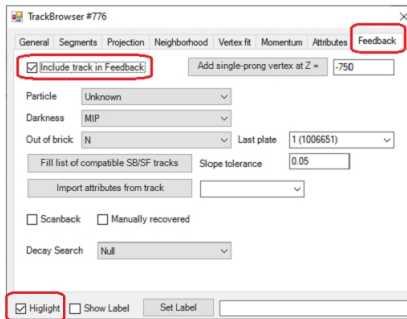 TrackBrowser #776
General Segments Projection Neighborhood Vertex fit Momentum Attributes Feedback
Include track in Feedback Add single-prong vertex at Z = -750
Particle Unknown
Darkness MIP
Out of brick N Last plate 1 (1006651)
Fill list of compatible SB/SF tracks Slope tolerance 0.05
Import attributes from track
Scanback Manually recovered
Decay Search Null
Higlight Show Label Set Label